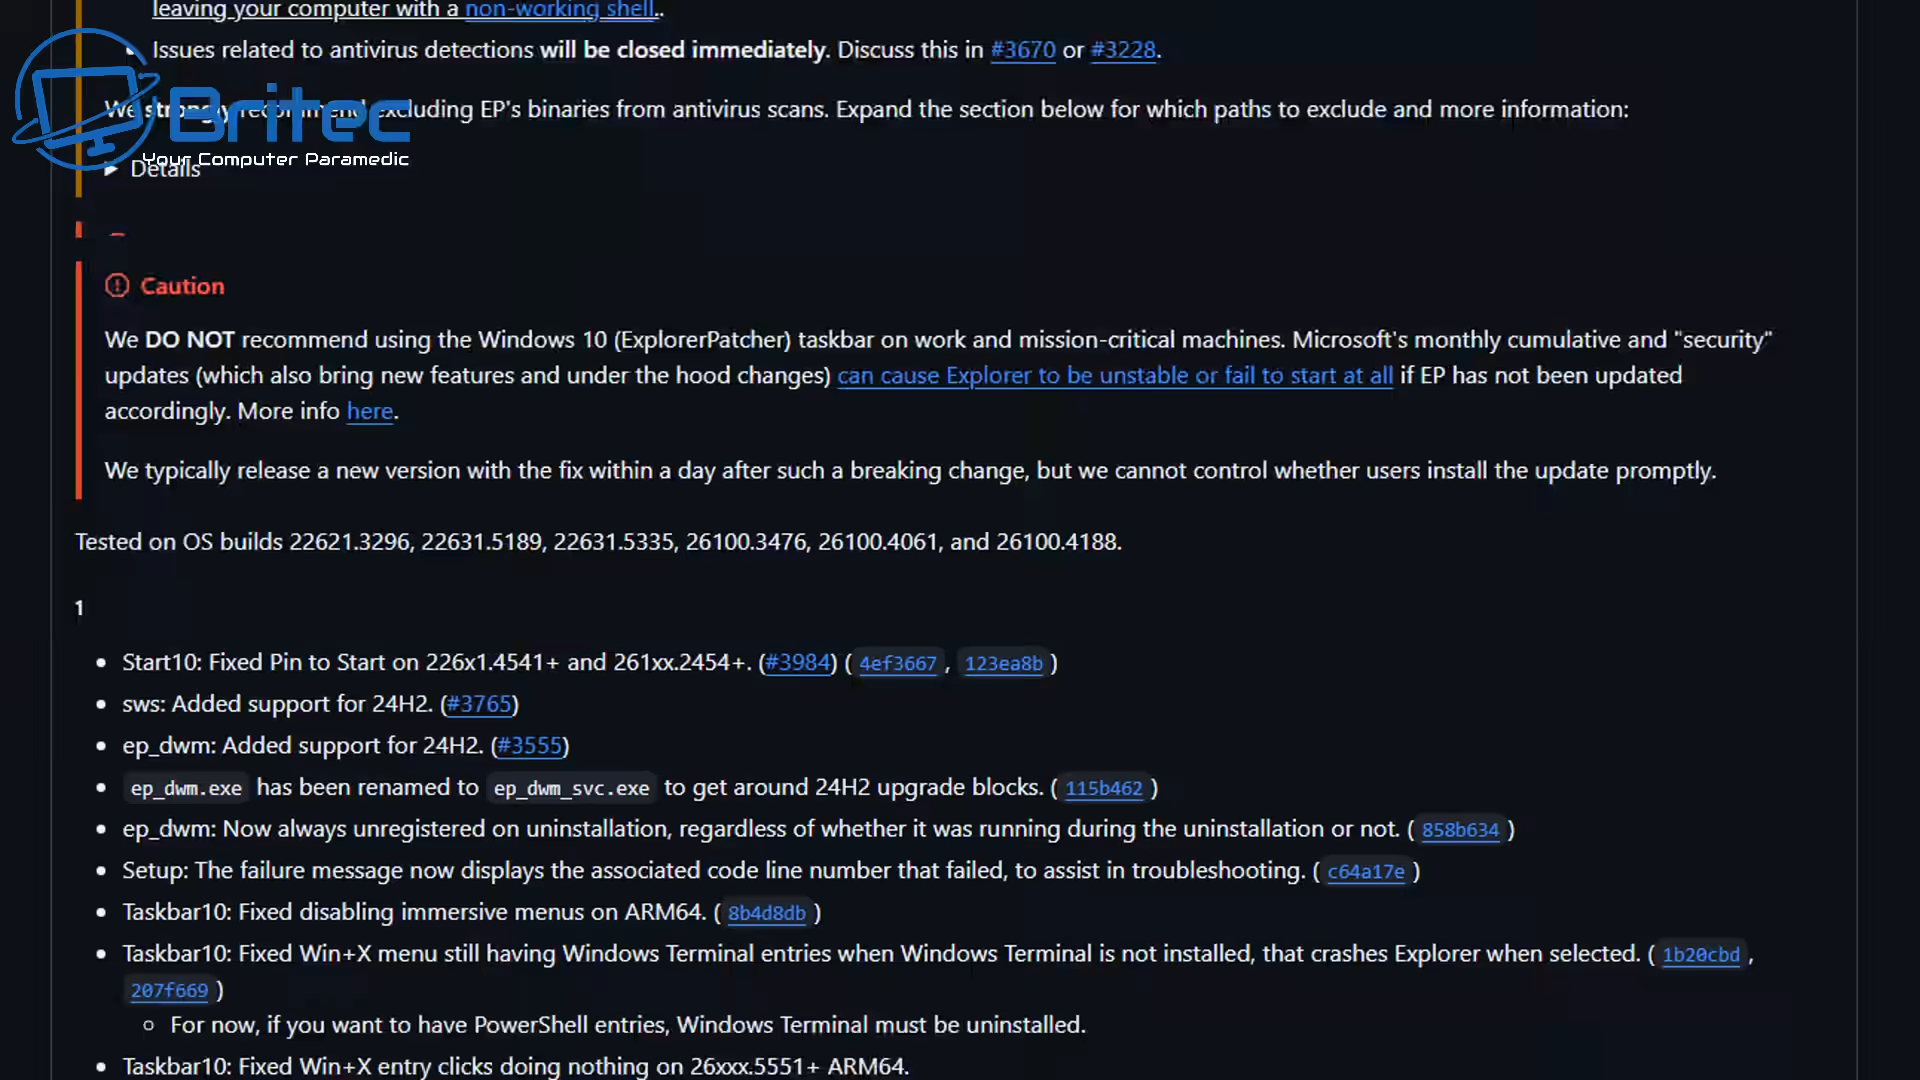 leaving your computer with a non-working shell..
Issues related to antivirus detections will be closed immediately. Discuss this in #3670 or #3228.
We strongly recommend excluding EP's binaries from antivirus scans. Expand the section below for which paths to exclude and more information:
Britec
Your Computer Paramedic
Details
Caution
We DO NOT recommend using the Windows 10 (ExplorerPatcher) taskbar on work and mission-critical machines. Microsoft's monthly cumulative and "security"
updates (which also bring new features and under the hood changes) can cause Explorer to be unstable or fail to start at all if EP has not been updated
accordingly. More info here.
We typically release a new version with the fix within a day after such a breaking change, but we cannot control whether users install the update promptly.
Tested on OS builds 22621.3296, 22631.5189, 22631.5335, 26100.3476, 26100.4061, and 26100.4188.
1
Start10: Fixed Pin to Start on 226x1.4541+ and 261xx.2454+. (#3984) ( 4ef3667 , 123ea8b )
sws: Added support for 24H2. (#3765)
ep_dwm: Added support for 24H2. (#3555)
ep_dwm.exe has been renamed to ep_dwm_svc.exe to get around 24H2 upgrade blocks. ( 115b462 )
ep_dwm: Now always unregistered on uninstallation, regardless of whether it was running during the uninstallation or not. ( 858b634 )
Setup: The failure message now displays the associated code line number that failed, to assist in troubleshooting. ( c64a17e )
Taskbar10: Fixed disabling immersive menus on ARM64. ( 8b4d8db )
Taskbar10: Fixed Win+X menu still having Windows Terminal entries when Windows Terminal is not installed, that crashes Explorer when selected. ( 1b20cbd ,
207f669 )
For now, if you want to have PowerShell entries, Windows Terminal must be uninstalled.
Taskbar10: Fixed Win+X entry clicks doing nothing on 26xxx.5551+ ARM64.